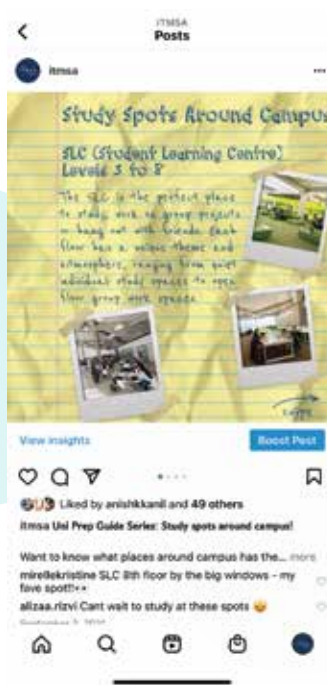 ITMSA
Posts
itmsa
Study Spots Around Campus
SLC (Student Learning Centre)
Levels 3 to 8
The SLC is the perfect place
to study, work on group projects
or hang out with friends. Each
floor has a unique theme and
atmosphere, ranging from quiet
individual study spaces to open
floor group work spaces.
View insights
Boost Post
Liked by anishkkanil and 49 others
itmsa Uni Prep Guide Series: Study spots around campus!
Want to know what places around campus has the... more
mirellekristine SLC 8th floor by the big windows - my
fave spot!!
alizaa.rizvi Cant wait to study at these spots